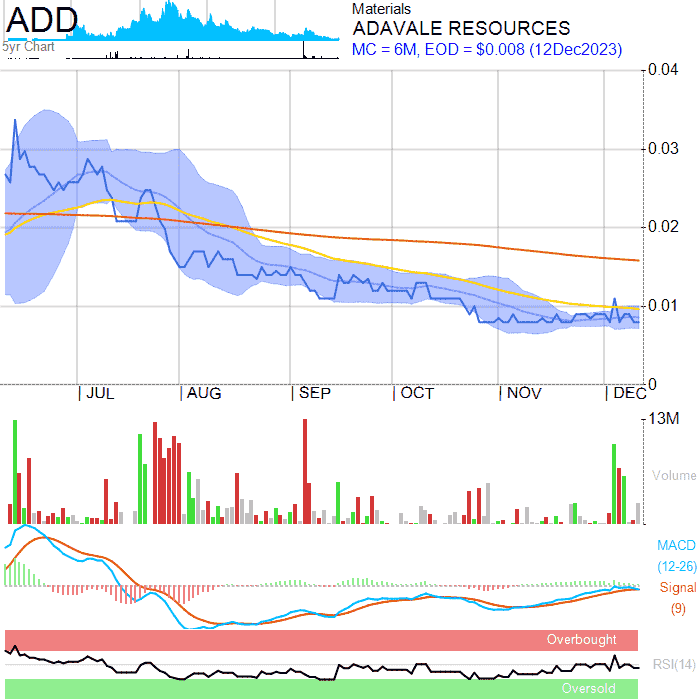 ADD
5yr Chart
Materials
ADAVALE RESOURCES
MC = 6M, EOD = $0.008 (12Dec2023)
0.04
0.03
0.02
0.01
0
| JUL | AUG | SEP | OCT | NOV | DEC
13M
Volume
MACD
(12-26)
Signal
(9)
Overbought
RSI(14)
Oversold